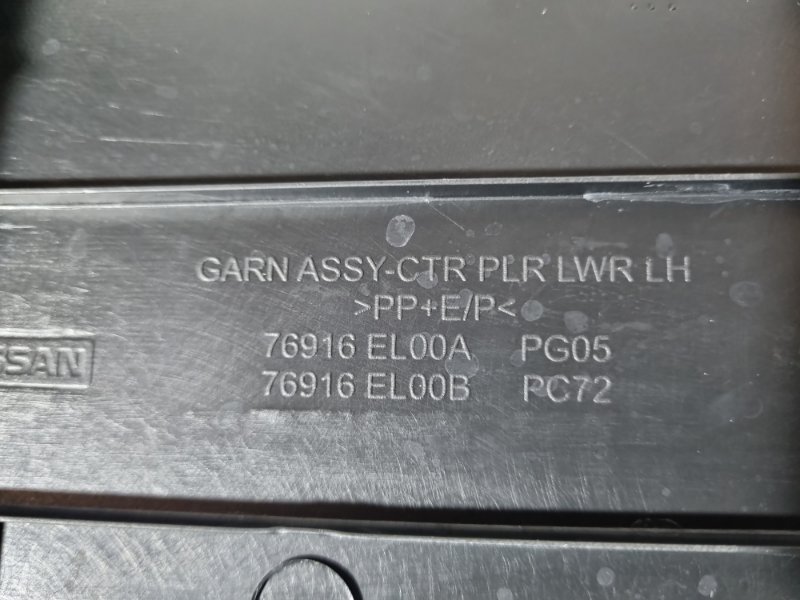 GARN ASSY-CTR PLR LWR LH
>PP+E/P<
76916 EL00A PG05
76916 EL00B PC72